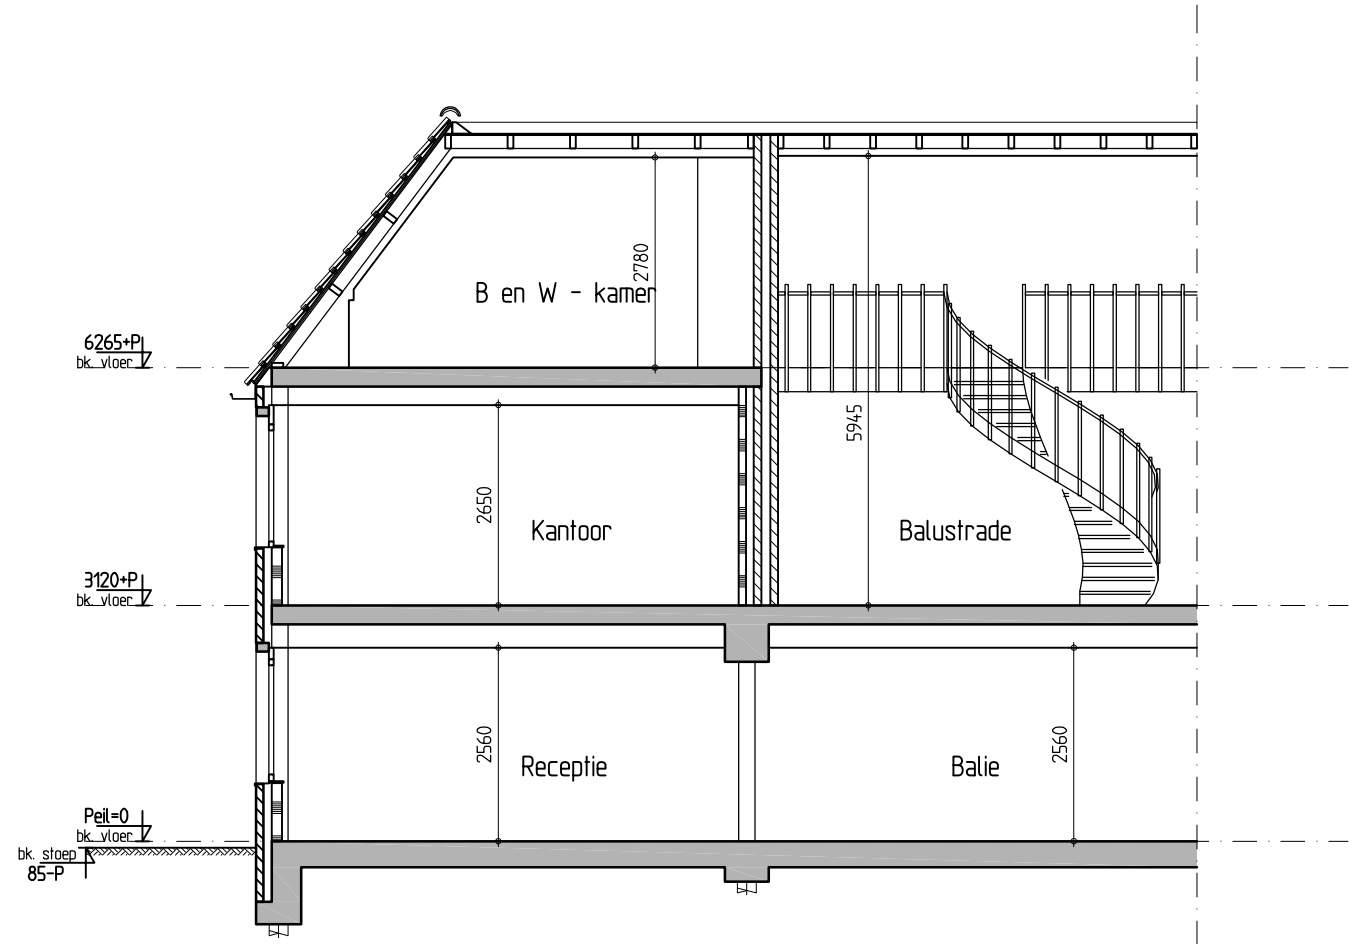 2780
B en W - kamer
6265+P
bk. vloer
5945
2650
Kantoor
Balustrade
3120+P
bk. vloer
2560
Receptie
2560
Balie
Peil=0
bk. vloer
bk. stoep
85-P